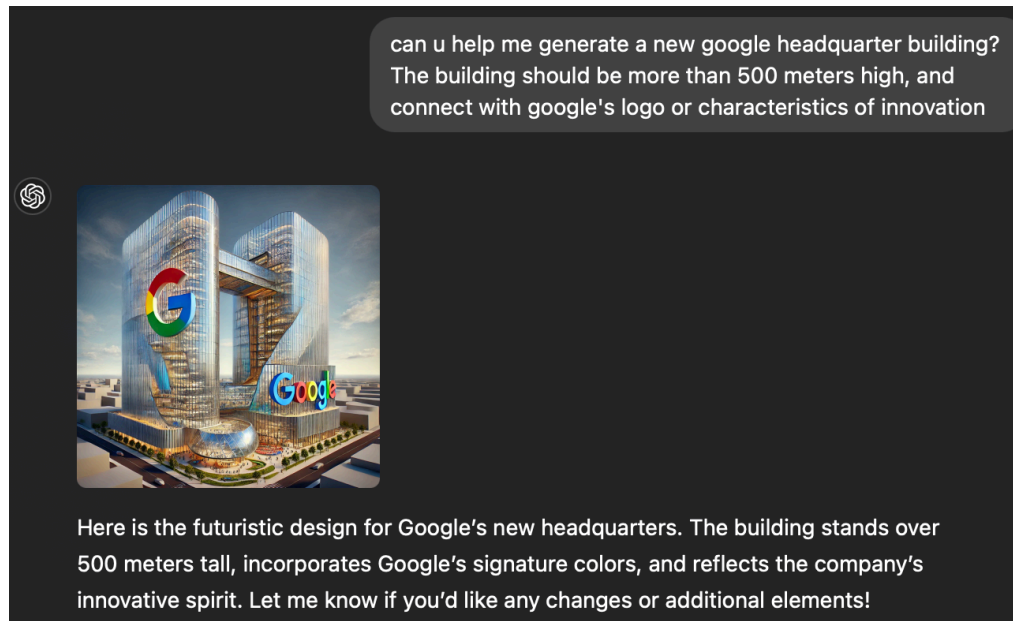 can u help me generate a new google headquarter building?
The building should be more than 500 meters high, and
connect with google's logo or characteristics of innovation
G
Google
Here is the futuristic design for Google’s new headquarters. The building stands over
500 meters tall, incorporates Google’s signature colors, and reflects the company’s
innovative spirit. Let me know if you’d like any changes or additional elements!